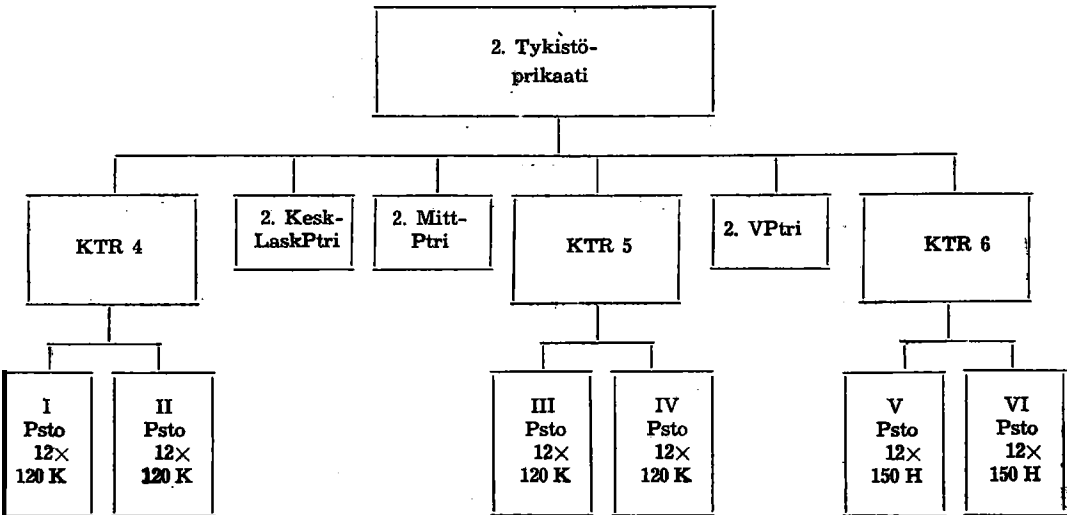 2. Tykistö-
prikaati
KTR 4
2. Kesk-
LaskPtri
2. Mitt-
Ptri
KTR 5
2. VPtri
KTR 6
I
Psto
12×
120 K
II
Psto
12×
120 K
III
Psto
12×
120 K
IV
Psto
12×
120 K
V
Psto
12×
150 H
VI
Psto
12×
150 H